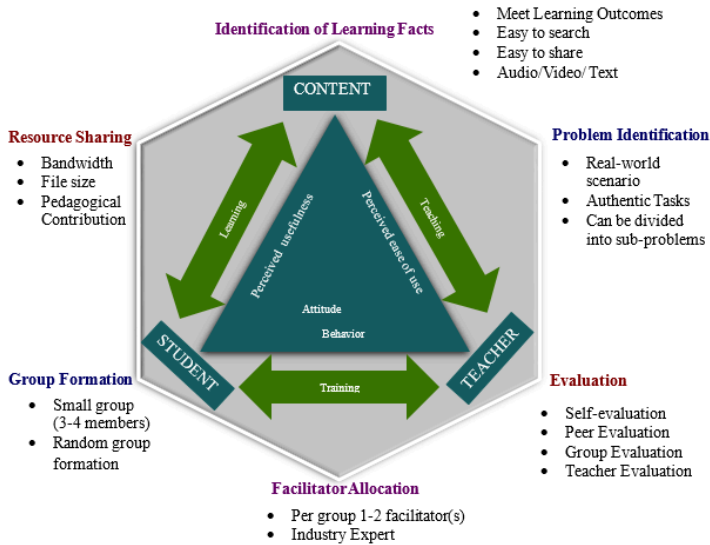 Identification of Learning Facts
• Meet Learning Outcomes
• Easy to search
• Easy to share
• Audio/Video/ Text
CONTENT
Resource Sharing
• Bandwidth
• File size
• Pedagogical
Contribution
Problem Identification
• Real-world
scenario
• Authentic Tasks
• Can be divided
into sub-problems
Learning
Perceived usefulness
Perceived ease of use
Teaching
Attitude
Behavior
STUDENT
TEACHER
Training
Group Formation
• Small group
(3-4 members)
• Random group
formation
Evaluation
• Self-evaluation
• Peer Evaluation
• Group Evaluation
• Teacher Evaluation
Facilitator Allocation
• Per group 1-2 facilitator(s)
• Industry Expert